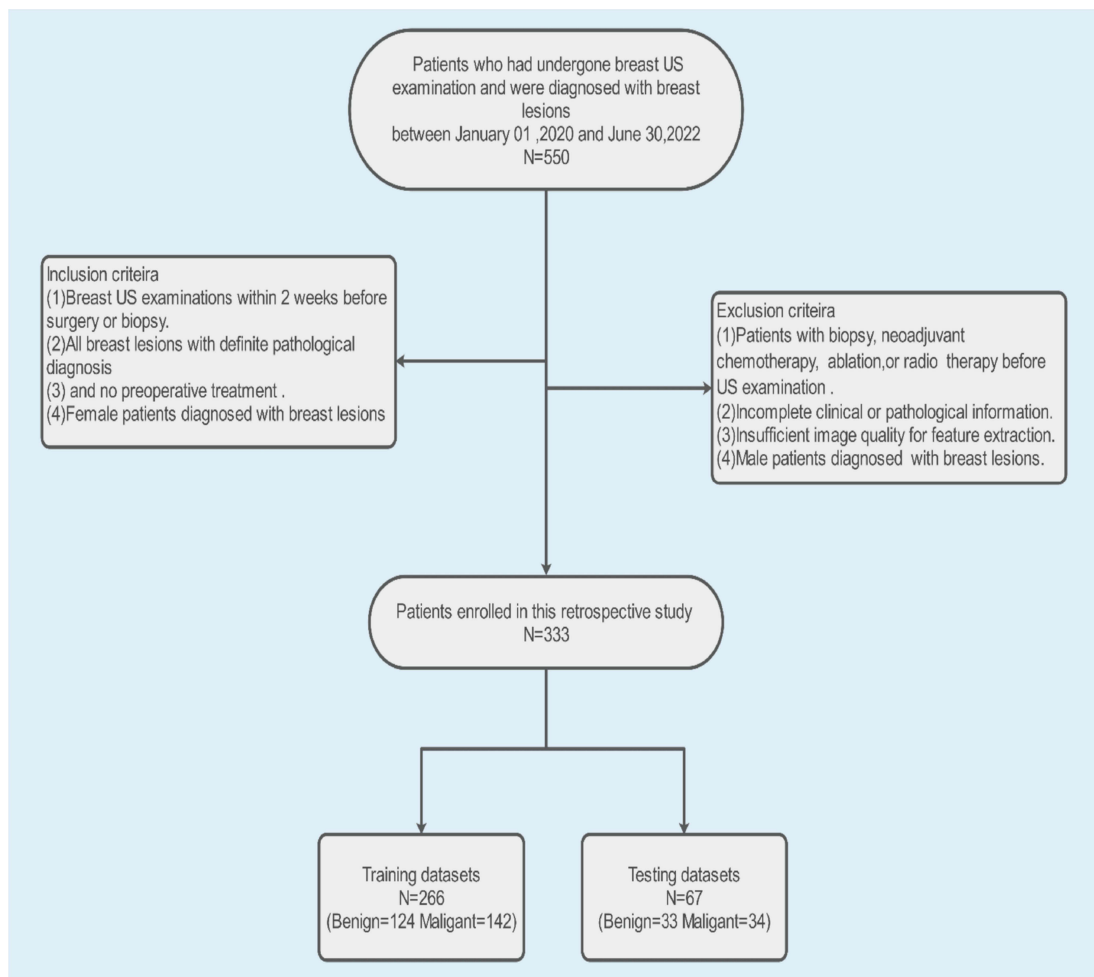 Patients who had undergone breast US
examination and were diagnosed with breast
lesions
between January 01 ,2020 and June 30,2022
N=550
Inclusion criteira
(1)Breast US examinations within 2 weeks before
surgery or biopsy.
(2)All breast lesions with definite pathological
diagnosis
(3) and no preoperative treatment .
(4)Female patients diagnosed with breast lesions
Exclusion criteira
(1)Patients with biopsy, neoadjuvant
chemotherapy, ablation,or radio therapy before
US examination .
(2)Incomplete clinical or pathological information.
(3)Insufficient image quality for feature extraction.
(4)Male patients diagnosed with breast lesions.
Patients enrolled in this retrospective study
N=333
Training datasets
N=266
(Benign=124 Maligant=142)
Testing datasets
N=67
(Benign=33 Maligant=34)